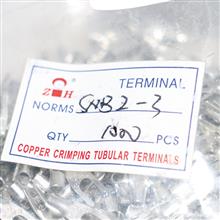 TERMINAL
ZH
NORMS SNB2-3
QTY 1000 PCS
COPPER CRIMPING TUBULAR TERMINALS